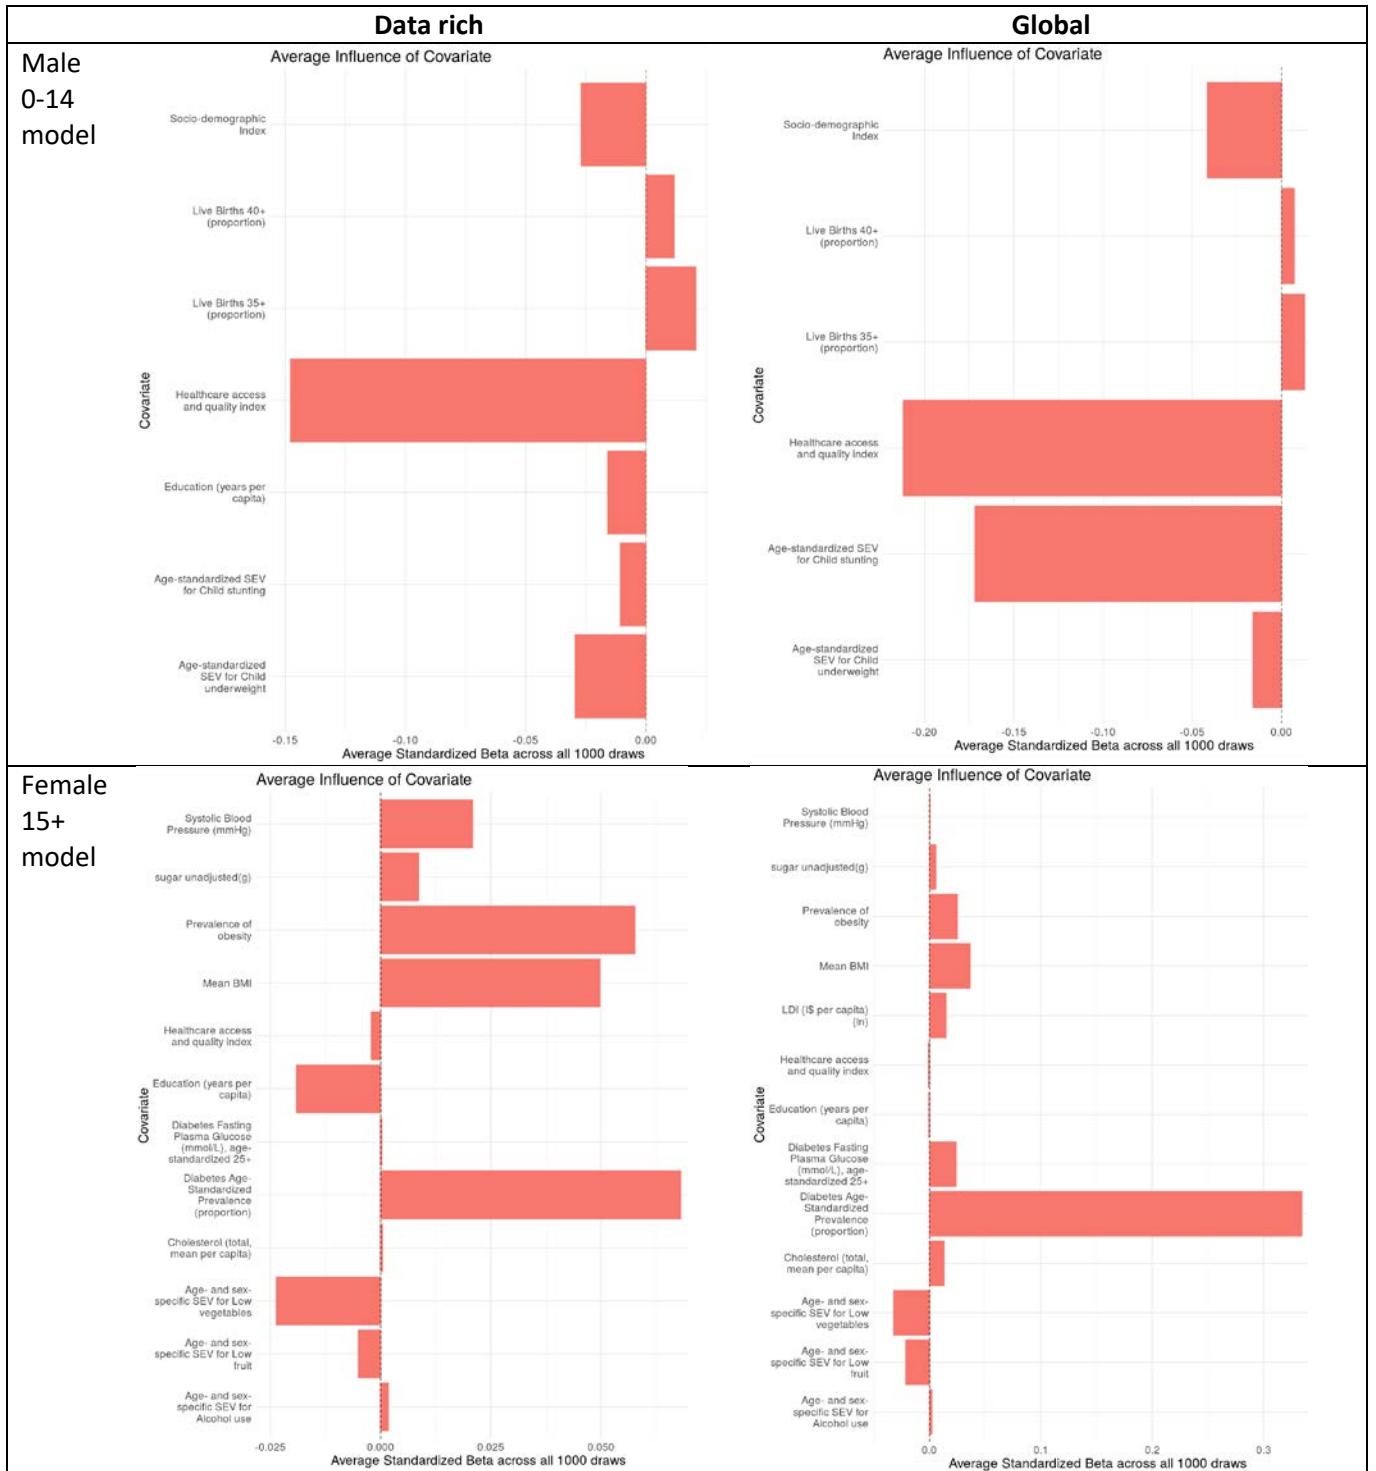 Data rich
Global
Male
0-14
model
Average Influence of Covariate
Socio-demographic
Index
Live Births 40+
(proportion)
Live Births 35+
(proportion)
Covariate
Healthcare access
and quality index
Education (years per
capita)
Age-standardized SEV
for Child stunting
Age-standardized
SEV for Child
underweight
-0.15
-0.10
-0.05
0.00
Average Standardized Beta across all 1000 draws
Average Influence of Covariate
Socio-demographic
Index
Live Births 40+
(proportion)
Live Births 35+
(proportion)
Covariate
Healthcare access
and quality index
Age-standardized SEV
for Child stunting
Age-standardized
SEV for Child
underweight
-0.20
-0.15
-0.10
-0.05
0.00
Average Standardized Beta across all 1000 draws
Female
15+
model
Average Influence of Covariate
Systolic Blood
Pressure (mmHg)
sugar unadjusted(g)
Prevalence of
obesity
Mean BMI
Healthcare access
and quality index
Education (years per
capita)
Covariate
Diabetes Fasting
Plasma Glucose
(mmol/L), age-
standardized 25+
Diabetes Age-
Standardized
Prevalence
(proportion)
Cholesterol (total,
mean per capita)
Age- and sex-
specific SEV for Low
vegetables
Age- and sex-
specific SEV for Low
fruit
Age- and sex-
specific SEV for
Alcohol use
-0.025
0.000
0.025
0.050
Average Standardized Beta across all 1000 draws
Average Influence of Covariate
Systolic Blood
Pressure (mmHg)
sugar unadjusted(g)
Prevalence of
obesity
Mean BMI
LDI (I$ per capita)
(ln)
Healthcare access
and quality index
Education (years per
capita)
Covariate
Diabetes Fasting
Plasma Glucose
(mmol/L), age-
standardized 25+
Diabetes Age-
Standardized
Prevalence
(proportion)
Cholesterol (total,
mean per capita)
Age- and sex-
specific SEV for Low
vegetables
Age- and sex-
specific SEV for Low
fruit
Age- and sex-
specific SEV for
Alcohol use
0.0
0.1
0.2
0.3
Average Standardized Beta across all 1000 draws